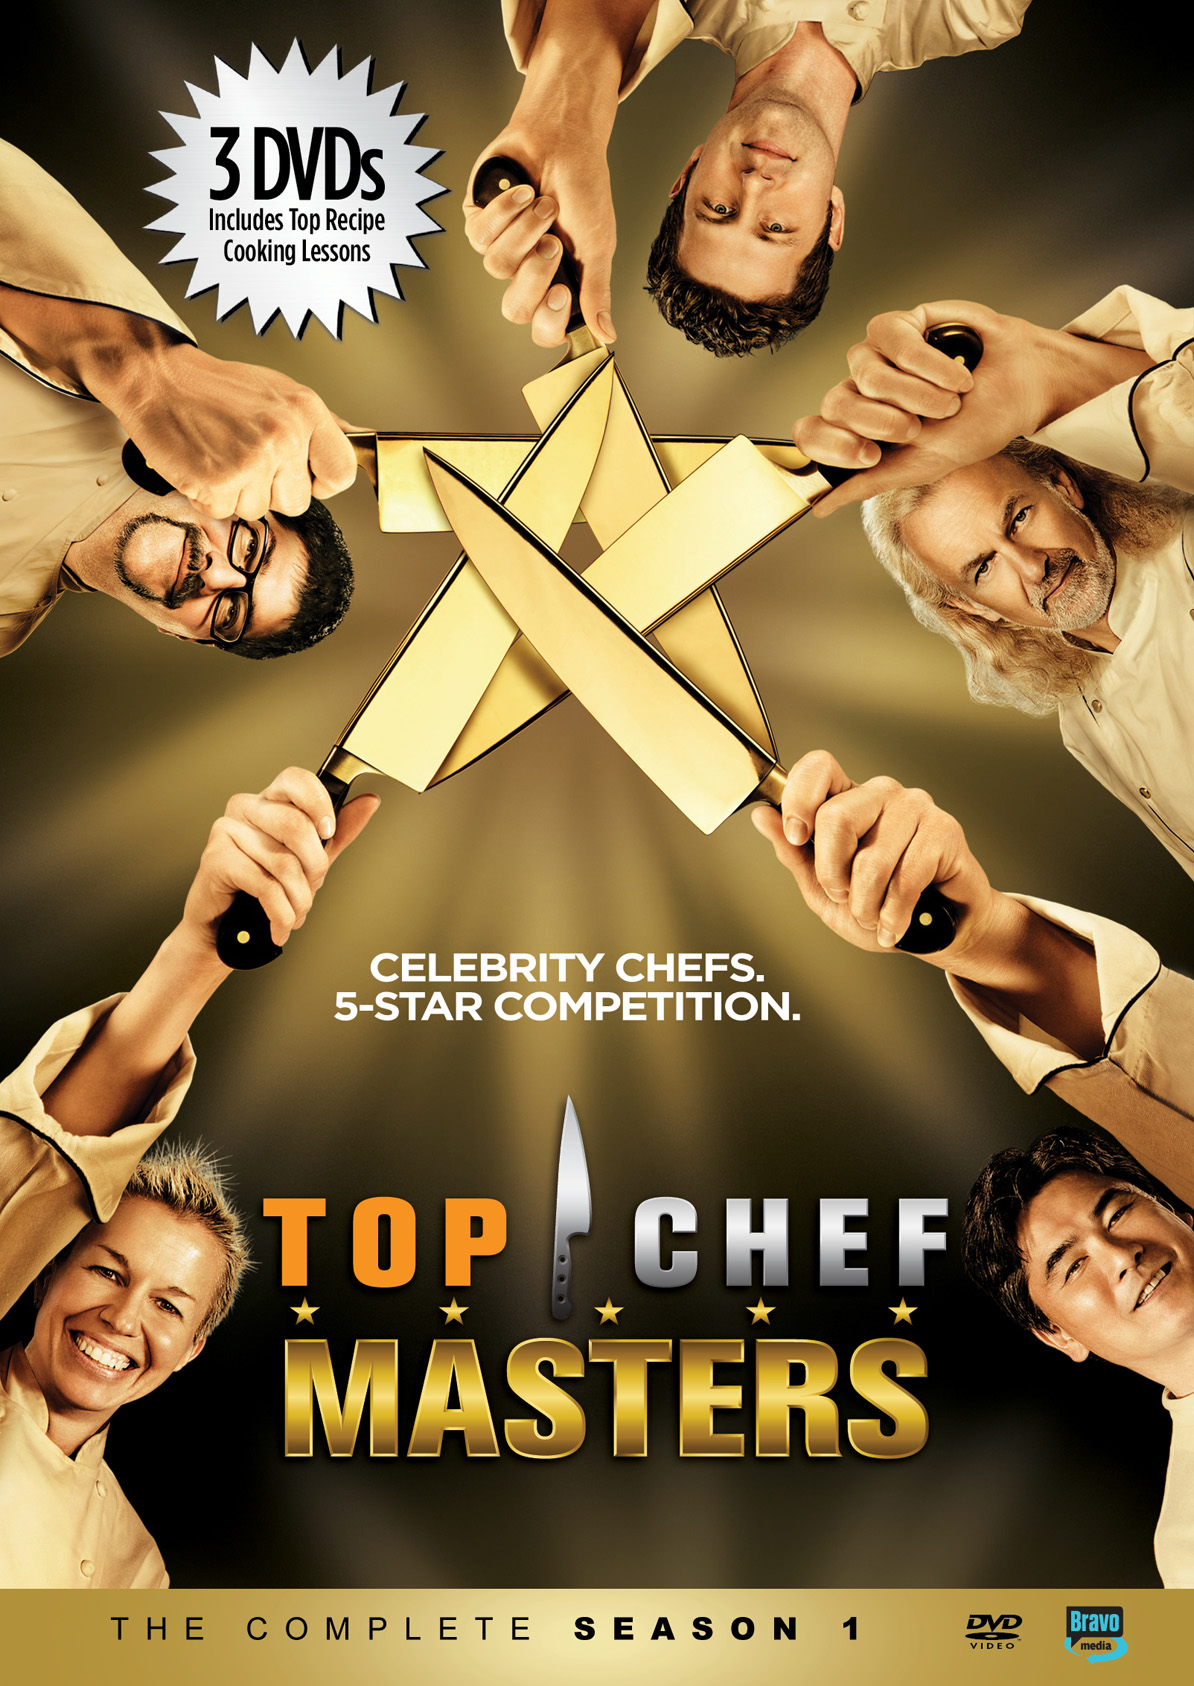 3 DVDs
Includes Top Recipe
Cooking Lessons
CELEBRITY CHEFS.
5-STAR COMPETITION.
TOP CHEF
MASTERS
THE COMPLETE SEASON 1
DVD
VIDEO
Bravo
media